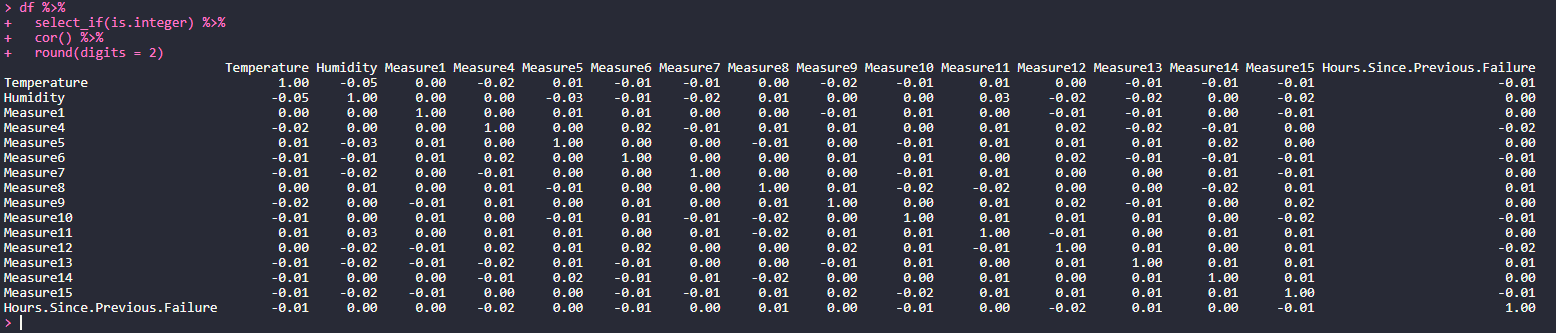 > df %>%
+   select_if(is.integer) %>%
+   cor() %>%
+   round(digits = 2)
                            Temperature Humidity Measure1 Measure4 Measure5 Measure6 Measure7 Measure8 Measure9 Measure10 Measure11 Measure12 Measure13 Measure14 Measure15 Hours.Since.Previous.Failure
Temperature                        1.00    -0.05     0.00    -0.02     0.01    -0.01    -0.01     0.00    -0.02     -0.01      0.01      0.00     -0.01     -0.01     -0.01                        -0.01
Humidity                          -0.05     1.00     0.00     0.00    -0.03    -0.01    -0.02     0.01     0.00      0.00      0.03     -0.02     -0.02      0.00     -0.02                         0.00
Measure1                           0.00     0.00     1.00     0.00     0.01     0.01     0.00     0.00    -0.01      0.01      0.00     -0.01     -0.01      0.00     -0.01                         0.00
Measure4                          -0.02     0.00     0.00     1.00     0.00     0.02    -0.01     0.01     0.01      0.00      0.01      0.02     -0.02     -0.01      0.00                        -0.02
Measure5                           0.01    -0.03     0.01     0.00     1.00     0.00     0.00    -0.01     0.00     -0.01      0.01      0.01      0.01      0.02      0.00                         0.00
Measure6                          -0.01    -0.01     0.01     0.02     0.00     1.00     0.00     0.00     0.01      0.01      0.00      0.02     -0.01     -0.01     -0.01                        -0.01
Measure7                          -0.01    -0.02     0.00    -0.01     0.00     0.00     1.00     0.00     0.00     -0.01      0.01      0.00      0.00      0.01     -0.01                         0.00
Measure8                           0.00     0.01     0.00     0.01    -0.01     0.00     0.00     1.00     0.01     -0.02     -0.02      0.00      0.00     -0.02      0.01                         0.01
Measure9                          -0.02     0.00    -0.01     0.01     0.00     0.01     0.00     0.01     1.00      0.00      0.01      0.02     -0.01      0.00      0.02                         0.00
Measure10                         -0.01     0.00     0.01     0.00    -0.01     0.01    -0.01    -0.02     0.00      1.00      0.01      0.01      0.01      0.00     -0.02                        -0.01
Measure11                          0.01     0.03     0.00     0.01     0.01     0.00     0.01    -0.02     0.01      0.01      1.00     -0.01      0.00      0.01      0.01                         0.00
Measure12                          0.00    -0.02    -0.01     0.02     0.01     0.02     0.00     0.00     0.02      0.01     -0.01      1.00      0.01      0.00      0.01                        -0.02
Measure13                         -0.01    -0.02    -0.01    -0.02     0.01    -0.01     0.00     0.00    -0.01      0.01      0.00      0.01      1.00      0.01      0.01                         0.01
Measure14                         -0.01     0.00     0.00    -0.01     0.02    -0.01     0.01    -0.02     0.00      0.00      0.01      0.00      0.01      1.00      0.01                         0.00
Measure15                         -0.01    -0.02    -0.01     0.00     0.00    -0.01    -0.01     0.01     0.02     -0.02      0.01      0.01      0.01      0.01      1.00                        -0.01
Hours.Since.Previous.Failure      -0.01     0.00     0.00    -0.02     0.00    -0.01     0.00     0.01     0.00     -0.01      0.00     -0.02      0.01      0.00     -0.01                         1.00
>